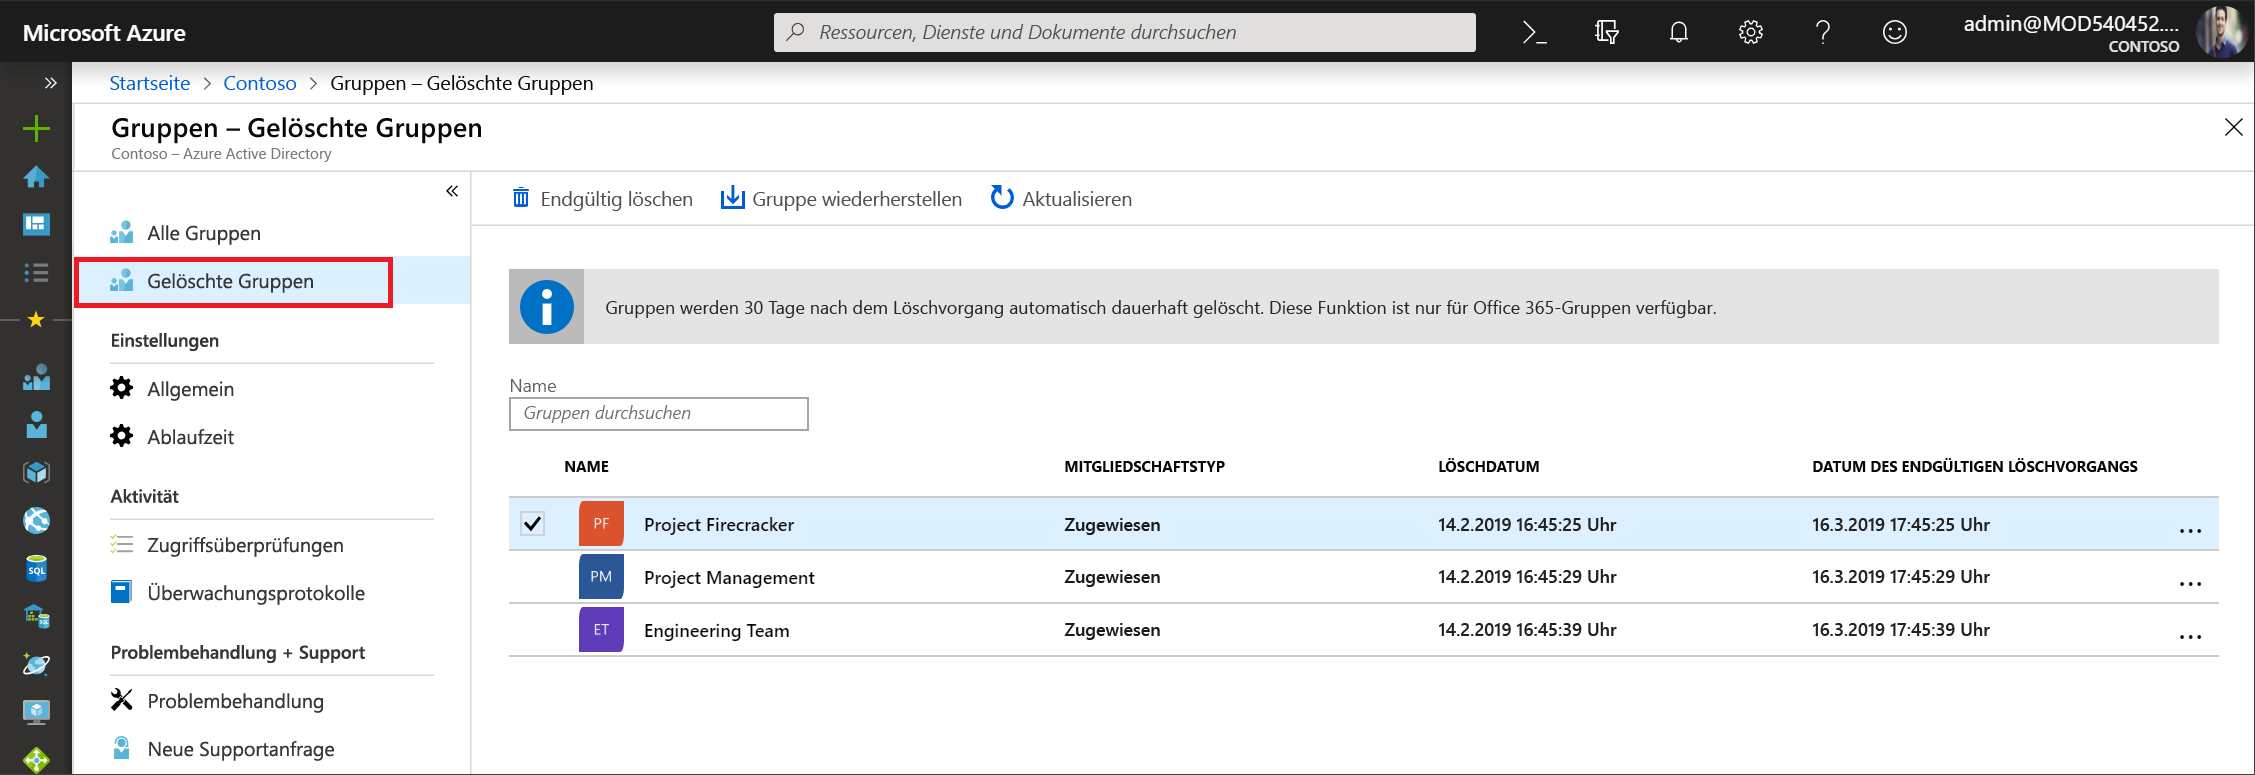 Microsoft Azure
Ressourcen, Dienste und Dokumente durchsuchen
admin@MOD540452....
CONTOSO
Startseite > Contoso > Gruppen – Gelöschte Gruppen
Gruppen – Gelöschte Gruppen
Contoso – Azure Active Directory
Alle Gruppen
Gelöschte Gruppen
Einstellungen
Allgemein
Ablaufzeit
Aktivität
Zugriffsüberprüfungen
Überwachungsprotokolle
Problembehandlung + Support
Problembehandlung
Neue Supportanfrage
SQL
Endgültig löschen Gruppe wiederherstellen Aktualisieren
Gruppen werden 30 Tage nach dem Löschvorgang automatisch dauerhaft gelöscht. Diese Funktion ist nur für Office 365-Gruppen verfügbar.
Name
Gruppen durchsuchen
NAME MITGLIEDSCHAFTSTYP LÖSCHDATUM DATUM DES ENDGÜLTIGEN LÖSCHVORGANGS
PF Project Firecracker Zugewiesen 14.2.2019 16:45:25 Uhr 16.3.2019 17:45:25 Uhr ...
PM Project Management Zugewiesen 14.2.2019 16:45:29 Uhr 16.3.2019 17:45:29 Uhr ...
ET Engineering Team Zugewiesen 14.2.2019 16:45:39 Uhr 16.3.2019 17:45:39 Uhr ...